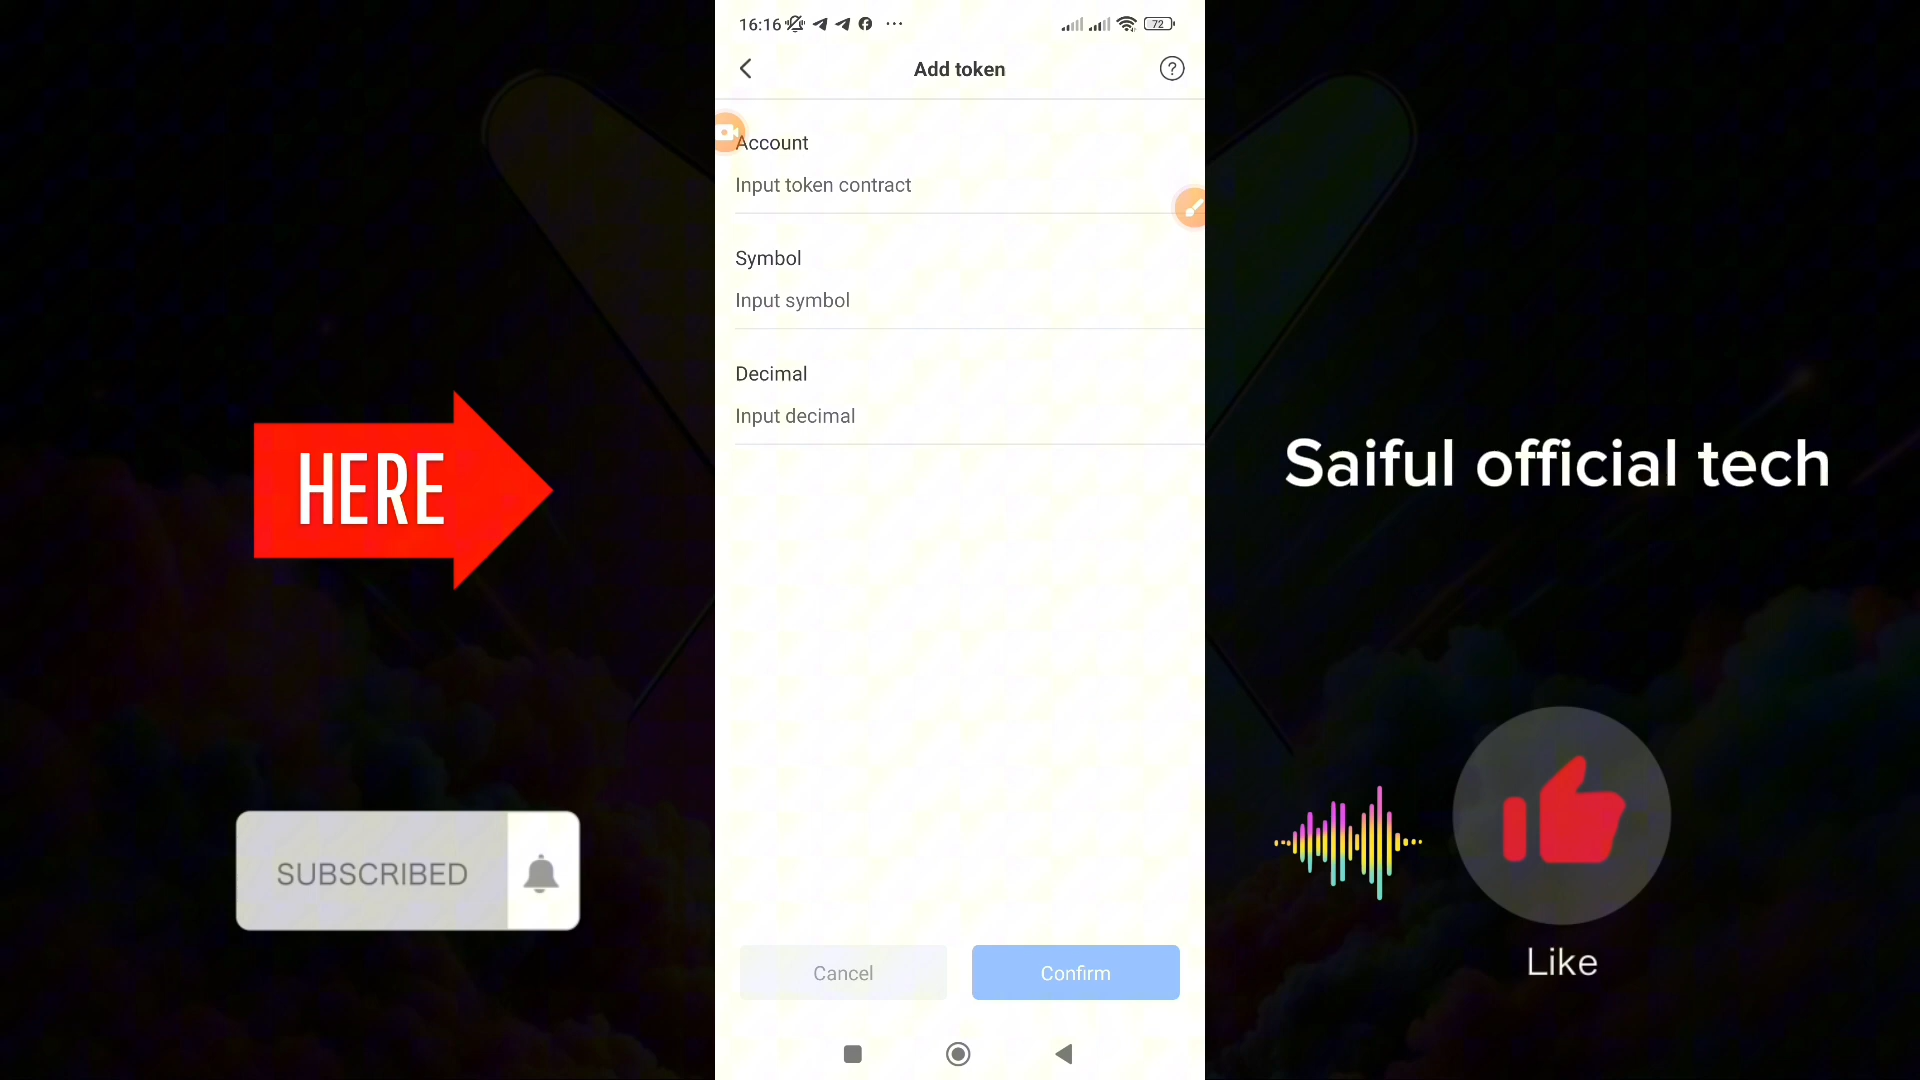 16:16
72
Add token
?
Account
Input token contract
Symbol
Input symbol
Decimal
Input decimal
Cancel
Confirm
HERE
SUBSCRIBED
Saiful official tech
Like